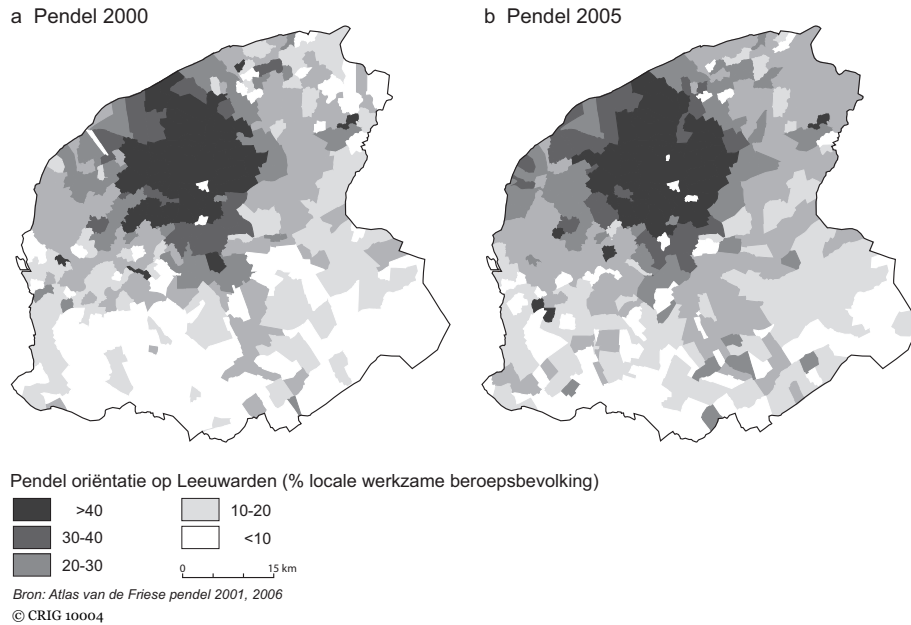 a Pendel 2000
b Pendel 2005
Pendel oriëntatie op Leeuwarden (% locale werkzame beroepsbevolking)
>40
10-20
30-40
<10
20-30
0 15 km
Bron: Atlas van de Friese pendel 2001, 2006
© CRIG 10004